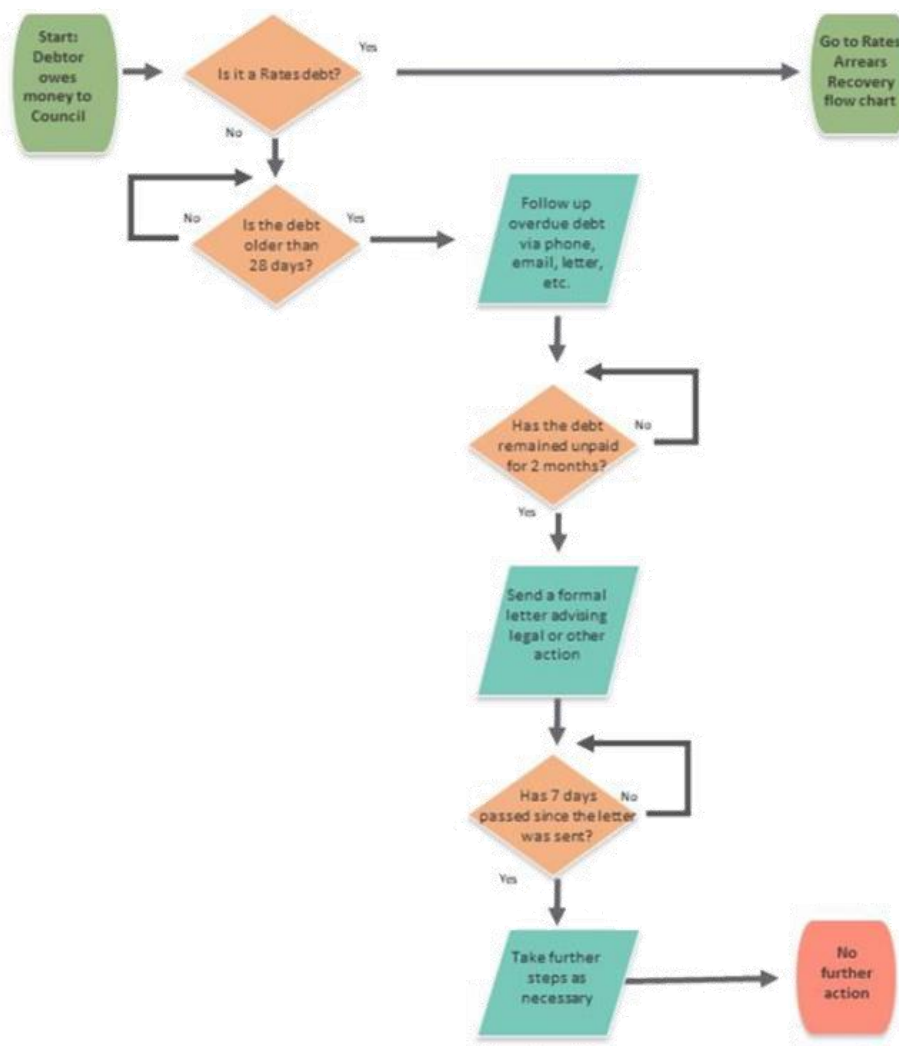 Start:
Debtor
owes
money to
Council
Is it a Rates debt?
Yes
Go to Rates
Arrears
Recovery
flow chart
No
No
Is the debt
older than
28 days?
Yes
Follow up
overdue debt
via phone,
email, letter,
etc.
Has the debt
remained unpaid
for 2 months?
No
Yes
Send a formal
letter advising
legal or other
action
Has 7 days
passed since the letter
was sent?
No
Yes
Take further
steps as
necessary
No
further
action